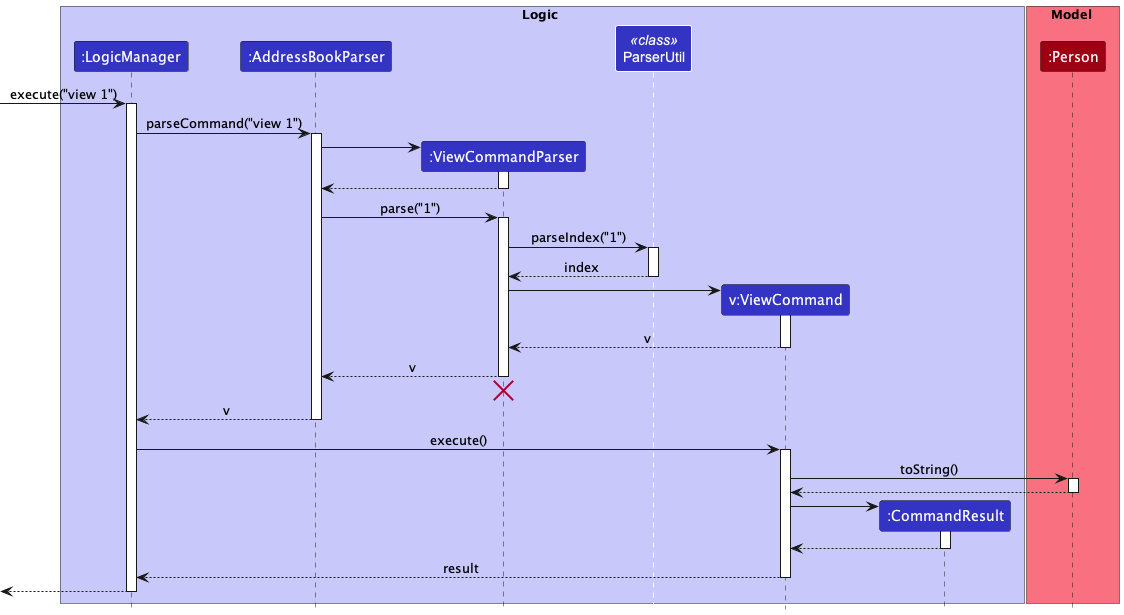 Logic
Model
«class»
ParserUtil
:LogicManager
:AddressBookParser
:Person
execute("view 1")
parseCommand("view 1")
:ViewCommandParser
parse("1")
parseIndex("1")
index
v:ViewCommand
v
v
v
execute()
toString()
:CommandResult
result